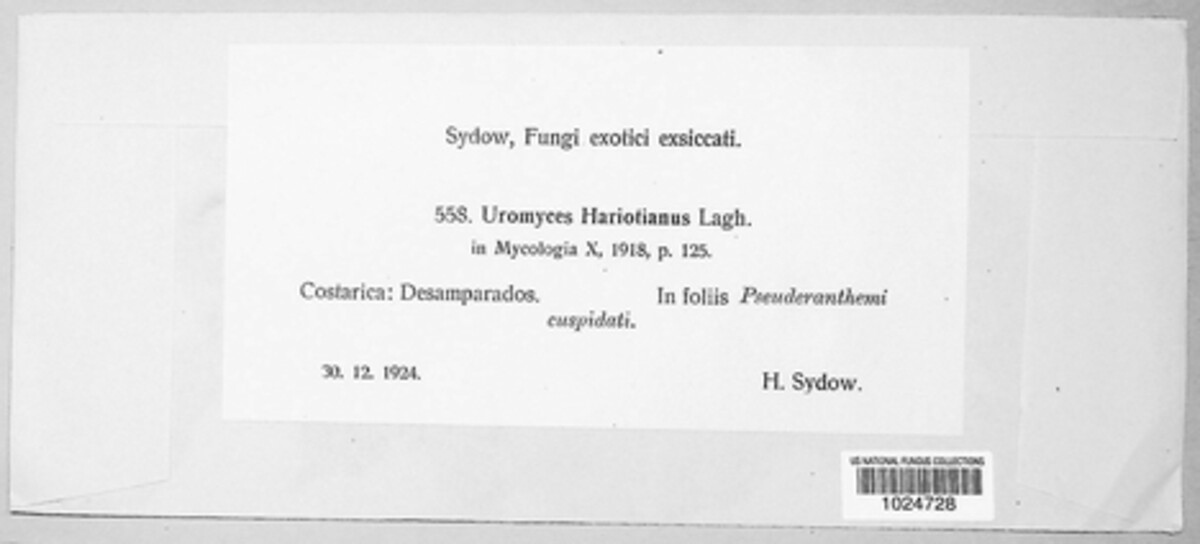 Sydow, Fungi exotici exsiccati.
558. Uromyces Hariotianus Lagh.
in Mycologia X, 1918, p. 125.
Costarica: Desamparados. In foliis Pseuderanthemi
cuspidati.
30. 12. 1924.
H. Sydow.
US NATIONAL FUNGUS COLLECTIONS
1024728